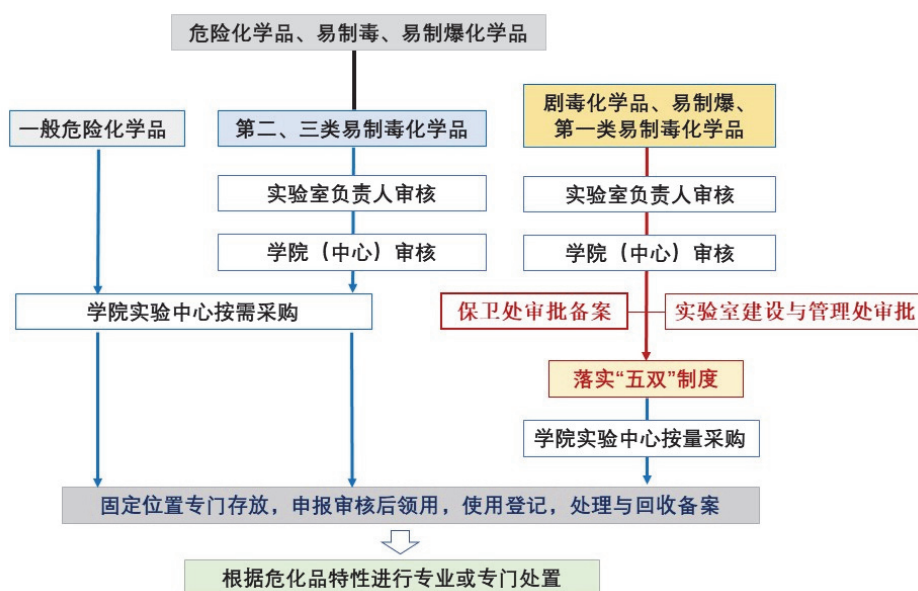 危险化学品、易制毒、易制爆化学品
一般危险化学品
第二、三类易制毒化学品
剧毒化学品、易制爆、
第一类易制毒化学品
实验室负责人审核
实验室负责人审核
学院（中心）审核
学院（中心）审核
学院实验中心按需采购
保卫处审批备案
实验室建设与管理处审批
落实“五双”制度
学院实验中心按量采购
固定位置专门存放，申报审核后领用，使用登记，处理与回收备案
根据危化品特性进行专业或专门处置